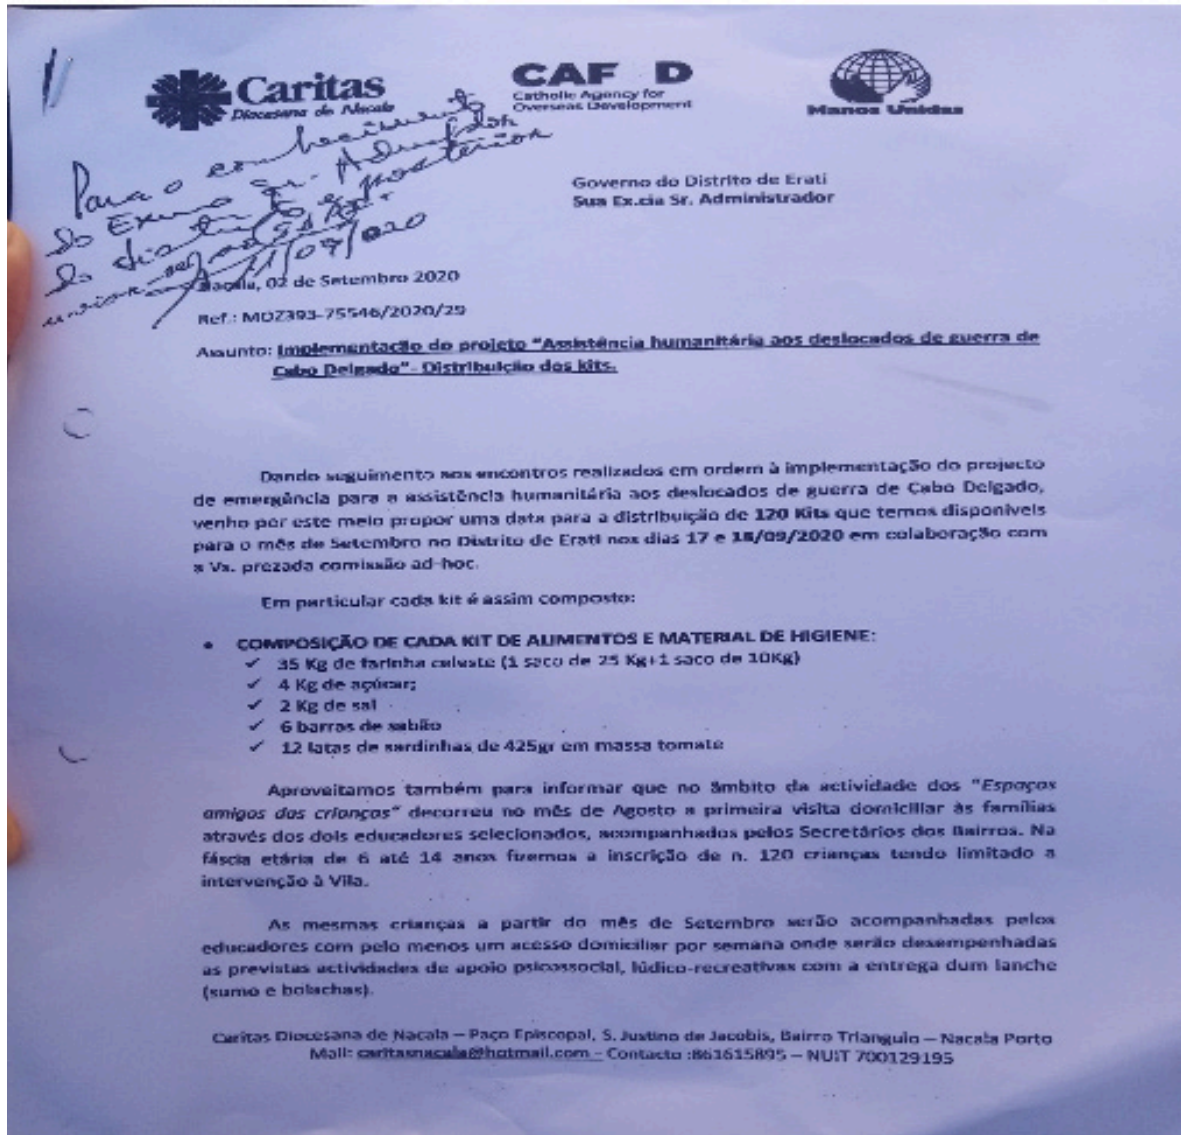 Caritas
Diocesana de Nacala
CAF D
Catholic Agency for
Overseas Development
Manos Unidas
Para o conhecimento
do Exmo Sr. Administrador
do distrito e posterior
11/09/2020
Governo do Distrito de Erati
Sua Ex.cia Sr. Administrador
Nacala, 02 de Setembro 2020
Ref.: MOZ393-75546/2020/29
Assunto: Implementação do projeto "Assistência humanitária aos deslocados de guerra de
Cabo Delgado"- Distribuição dos kits.
Dando seguimento aos encontros realizados em ordem à implementação do projecto
de emergência para a assistência humanitária aos deslocados de guerra de Cabo Delgado,
venho por este meio propor uma data para a distribuição de 120 Kits que temos disponíveis
para o mês de Setembro no Distrito de Erati nos dias 17 e 18/09/2020 em colaboração com
a Vs. prezada comissão ad-hoc.
Em particular cada kit é assim composto:
• COMPOSIÇÃO DE CADA KIT DE ALIMENTOS E MATERIAL DE HIGIENE:
✓ 35 Kg de farinha celeste (1 saco de 25 Kg+1 saco de 10Kg)
✓ 4 Kg de açúcar;
✓ 2 Kg de sal
✓ 6 barras de sabão
✓ 12 latas de sardinhas de 425gr em massa tomate
Aproveitamos também para informar que no âmbito da actividade dos "Espaços
amigos das crianças" decorreu no mês de Agosto a primeira visita domiciliar às famílias
através dos dois educadores selecionados, acompanhados pelos Secretários dos Bairros. Na
fáscia etária de 6 até 14 anos fizemos a inscrição de n. 120 crianças tendo limitado a
intervenção à Vila.
As mesmas crianças a partir do mês de Setembro serão acompanhadas pelos
educadores com pelo menos um acesso domiciliar por semana onde serão desempenhadas
as previstas actividades de apoio psicossocial, lúdico-recreativas com a entrega dum lanche
(sumo e bolachas).
Caritas Diocesana de Nacala – Paço Episcopal, S. Justino de Jacobis, Bairro Triangulo – Nacala Porto
Mail: caritasnacala@hotmail.com - Contacto :861615895 – NUIT 700129195